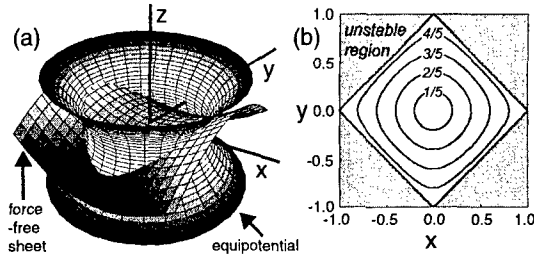 (a)
z
y
x
force
-free
sheet
equipotential
(b)
1.0
0.5
y 0.0
-0.5
-1.0
unstable
region
4/5
3/5
2/5
1/5
-1.0 -0.5 0.0 0.5 1.0
x